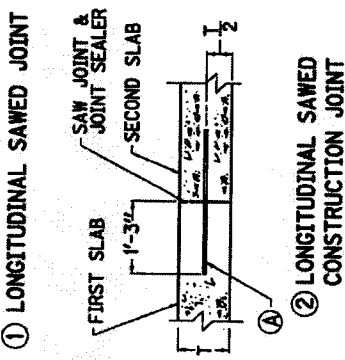 ① LONGITUDINAL SAWED JOINT
FIRST SLAB
SAW JOINT &
JOINT SEALER
SECOND SLAB
1'-3"
T
T
2
Ⓐ
② LONGITUDINAL SAWED
CONSTRUCTION JOINT